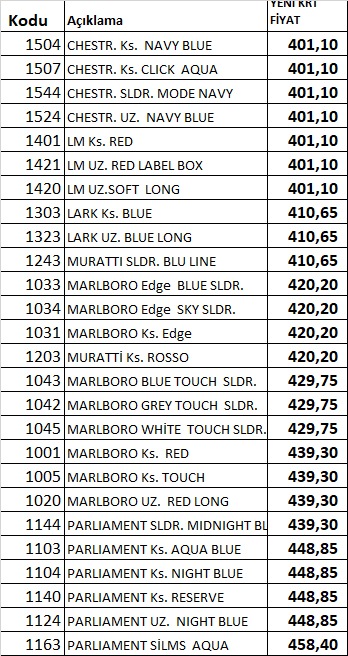 Kodu Açıklama YENİ KRT FİYAT
1504 CHESTR. Ks. NAVY BLUE 401,10
1507 CHESTR. Ks. CLICK AQUA 401,10
1544 CHESTR. SLDR. MODE NAVY 401,10
1524 CHESTR. UZ. NAVY BLUE 401,10
1401 LM Ks. RED 401,10
1421 LM UZ. RED LABEL BOX 401,10
1420 LM UZ.SOFT LONG 401,10
1303 LARK Ks. BLUE 410,65
1323 LARK UZ. BLUE LONG 410,65
1243 MURATTI SLDR. BLU LINE 410,65
1033 MARLBORO Edge BLUE SLDR. 420,20
1034 MARLBORO Edge SKY SLDR. 420,20
1031 MARLBORO Ks. Edge 420,20
1203 MURATTİ Ks. ROSSO 420,20
1043 MARLBORO BLUE TOUCH SLDR. 429,75
1042 MARLBORO GREY TOUCH SLDR. 429,75
1045 MARLBORO WHİTE TOUCH SLDR. 429,75
1001 MARLBORO Ks. RED 439,30
1005 MARLBORO Ks. TOUCH 439,30
1020 MARLBORO UZ. RED LONG 439,30
1144 PARLIAMENT SLDR. MIDNIGHT BL 439,30
1103 PARLIAMENT Ks. AQUA BLUE 448,85
1104 PARLIAMENT Ks. NIGHT BLUE 448,85
1140 PARLIAMENT Ks. RESERVE 448,85
1124 PARLIAMENT UZ. NIGHT BLUE 448,85
1163 PARLIAMENT SİLMS AQUA 458,40